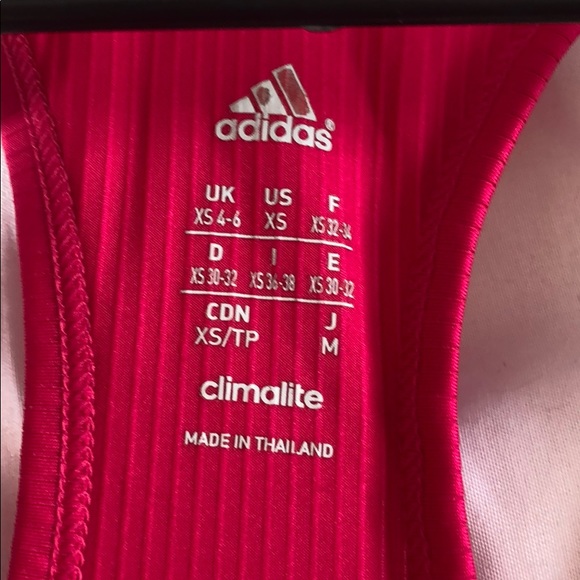 adidas®
UK US F
XS 4-6 XS XS 32-34
D I E
XS 30-32 XS 36-38 XS 30-32
CDN J
XS/TP M
climalite
MADE IN THAILAND